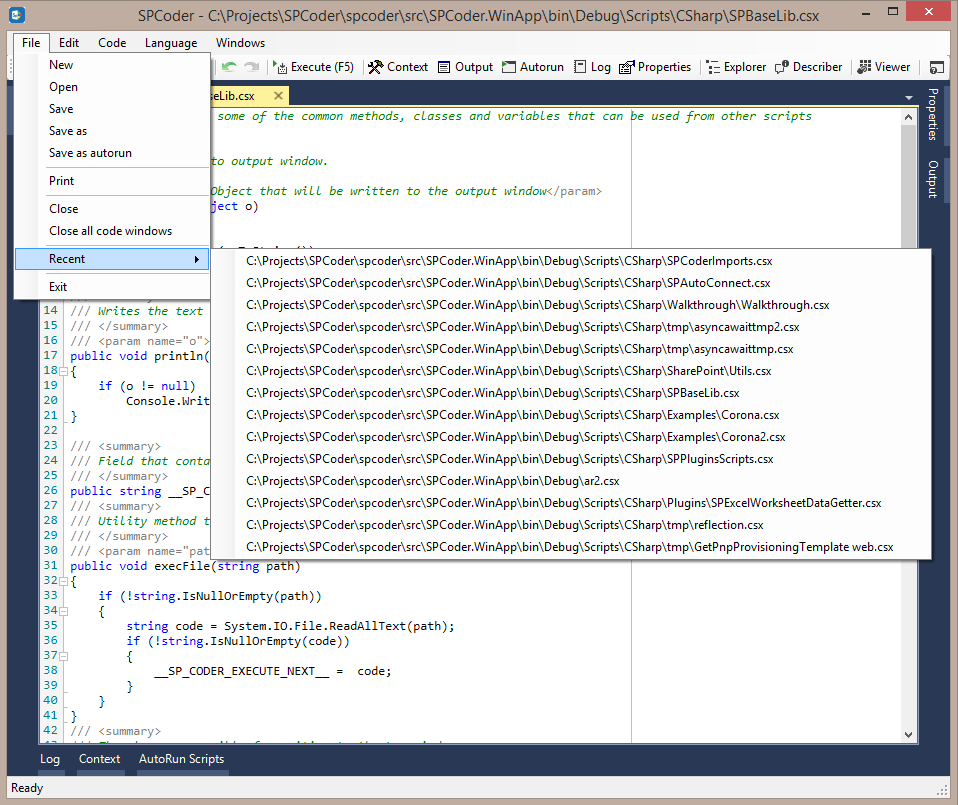 SPCoder - C:\Projects\SPCoder\spcoder\src\SPCoder.WinApp\bin\Debug\Scripts\CSharp\SPBaseLib.csx
File Edit Code Language Windows
Execute (F5) Context Output Autorun Log Properties Explorer Describer Viewer
New
Open
Save
Save as
Save as autorun
Print
Close
Close all code windows
Recent
Exit
eLib.csx
some of the common methods, classes and variables that can be used from other scripts
to output window.
Object that will be written to the output window</param>
ject o)
C:\Projects\SPCoder\spcoder\src\SPCoder.WinApp\bin\Debug\Scripts\CSharp\SPCoderImports.csx
C:\Projects\SPCoder\spcoder\src\SPCoder.WinApp\bin\Debug\Scripts\CSharp\SPAutoConnect.csx
C:\Projects\SPCoder\spcoder\src\SPCoder.WinApp\bin\Debug\Scripts\CSharp\Walkthrough\Walkthrough.csx
C:\Projects\SPCoder\spcoder\src\SPCoder.WinApp\bin\Debug\Scripts\CSharp\tmp\asyncawaittmp2.csx
C:\Projects\SPCoder\spcoder\src\SPCoder.WinApp\bin\Debug\Scripts\CSharp\tmp\asyncawaittmp.csx
C:\Projects\SPCoder\spcoder\src\SPCoder.WinApp\bin\Debug\Scripts\CSharp\SharePoint\Utils.csx
C:\Projects\SPCoder\spcoder\src\SPCoder.WinApp\bin\Debug\Scripts\CSharp\SPBaseLib.csx
C:\Projects\SPCoder\spcoder\src\SPCoder.WinApp\bin\Debug\Scripts\CSharp\Examples\Corona.csx
C:\Projects\SPCoder\spcoder\src\SPCoder.WinApp\bin\Debug\Scripts\CSharp\Examples\Corona2.csx
C:\Projects\SPCoder\spcoder\src\SPCoder.WinApp\bin\Debug\Scripts\CSharp\SPPluginsScripts.csx
C:\Projects\SPCoder\spcoder\src\SPCoder.WinApp\bin\Debug\ar2.csx
C:\Projects\SPCoder\spcoder\src\SPCoder.WinApp\bin\Debug\Scripts\CSharp\Plugins\SPExcelWorksheetDataGetter.csx
C:\Projects\SPCoder\spcoder\src\SPCoder.WinApp\bin\Debug\Scripts\CSharp\tmp\reflection.csx
C:\Projects\SPCoder\spcoder\src\SPCoder.WinApp\bin\Debug\Scripts\CSharp\tmp\GetPnpProvisioningTemplate web.csx
14 /// Writes the text
15 /// </summary>
16 /// <param name="o">
17 public void println(
18 {
19 if (o != null)
20 Console.Writ
21 }
22
23 /// <summary>
24 /// Field that conta
25 /// </summary>
26 public string __SP_C
27 /// <summary>
28 /// Utility method t
29 /// </summary>
30 /// <param name="pat
31 public void execFile(string path)
32 {
33 if (!string.IsNullOrEmpty(path))
34 {
35 string code = System.IO.File.ReadAllText(path);
36 if (!string.IsNullOrEmpty(code))
37 {
38 __SP_CODER_EXECUTE_NEXT__ = code;
39 }
40 }
41 }
42 /// <summary>
Properties
Output
Log Context AutoRun Scripts
Ready